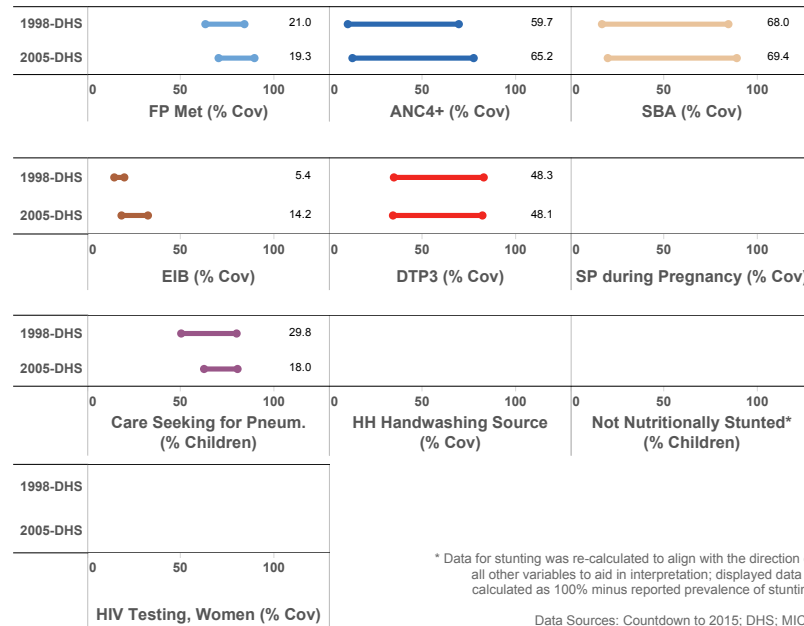 1998-DHS 21.0 59.7 68.0
2005-DHS 19.3 65.2 69.4
0 50 100 0 50 100 0 50 100
FP Met (% Cov) ANC4+ (% Cov) SBA (% Cov)
1998-DHS 5.4 48.3
2005-DHS 14.2 48.1
0 50 100 0 50 100 0 50 100
EIB (% Cov) DTP3 (% Cov) SP during Pregnancy (% Cov)
1998-DHS 29.8
2005-DHS 18.0
0 50 100 0 50 100 0 50 100
Care Seeking for Pneum. HH Handwashing Source Not Nutritionally Stunted*
(% Children) (% Cov) (% Children)
1998-DHS
2005-DHS
0 50 100
HIV Testing, Women (% Cov)
* Data for stunting was re-calculated to align with the direction
all other variables to aid in interpretation; displayed data
calculated as 100% minus reported prevalence of stuntin
Data Sources: Countdown to 2015; DHS; MIC